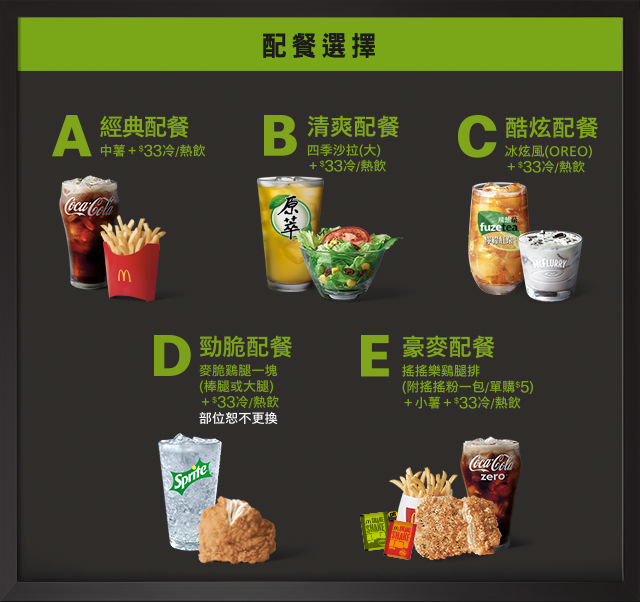 配餐選擇
A 經典配餐
中薯+$33冷/熱飲
B 清爽配餐
四季沙拉(大)
+$33冷/熱飲
C 酷炫配餐
冰炫風(OREO)
+$33冷/熱飲
Coca-Cola
原萃
fuzetea
McFLURRY
D 勁脆配餐
麥脆鷄腿一塊
(棒腿或大腿)
+$33冷/熱飲
部位恕不更換
E 豪麥配餐
搖搖樂鷄腿排
(附搖搖粉一包/單購$5)
+小薯+$33冷/熱飲
Sprite
Coca-Cola
zero
SHAKE
SHAKE